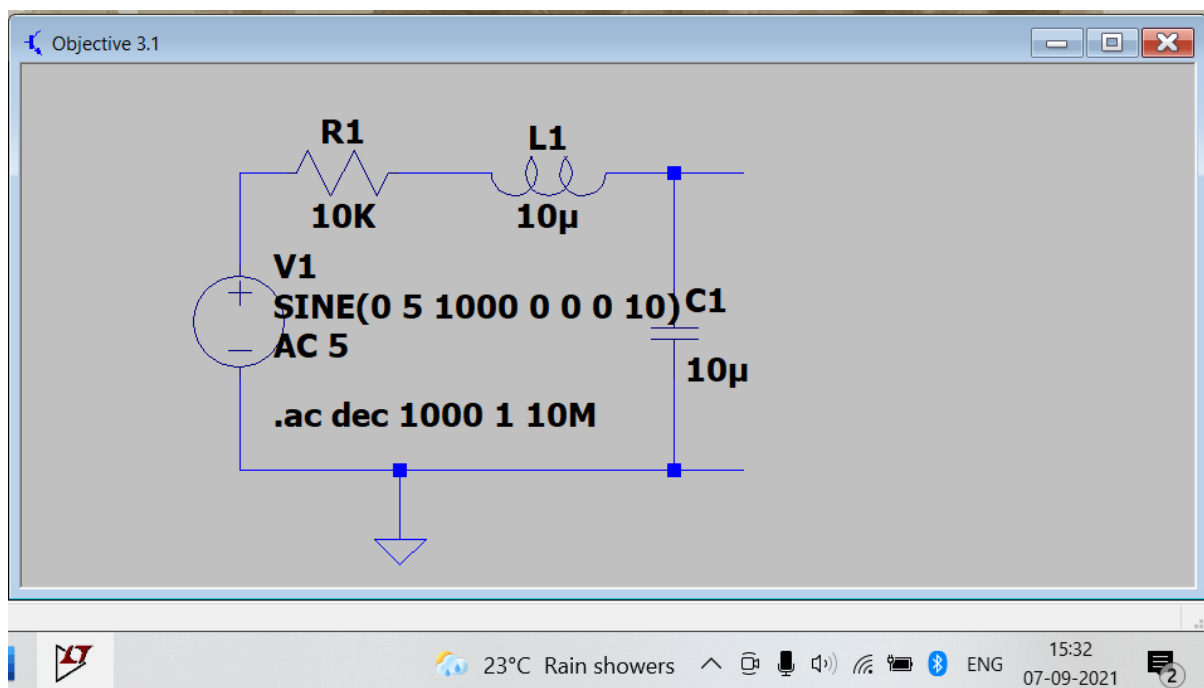 Objective 3.1
R1
L1
10K
10µ
V1
SINE(0 5 1000 0 0 0 10)
C1
AC 5
10µ
.ac dec 1000 1 10M
23°C Rain showers
ENG
15:32
07-09-2021
2